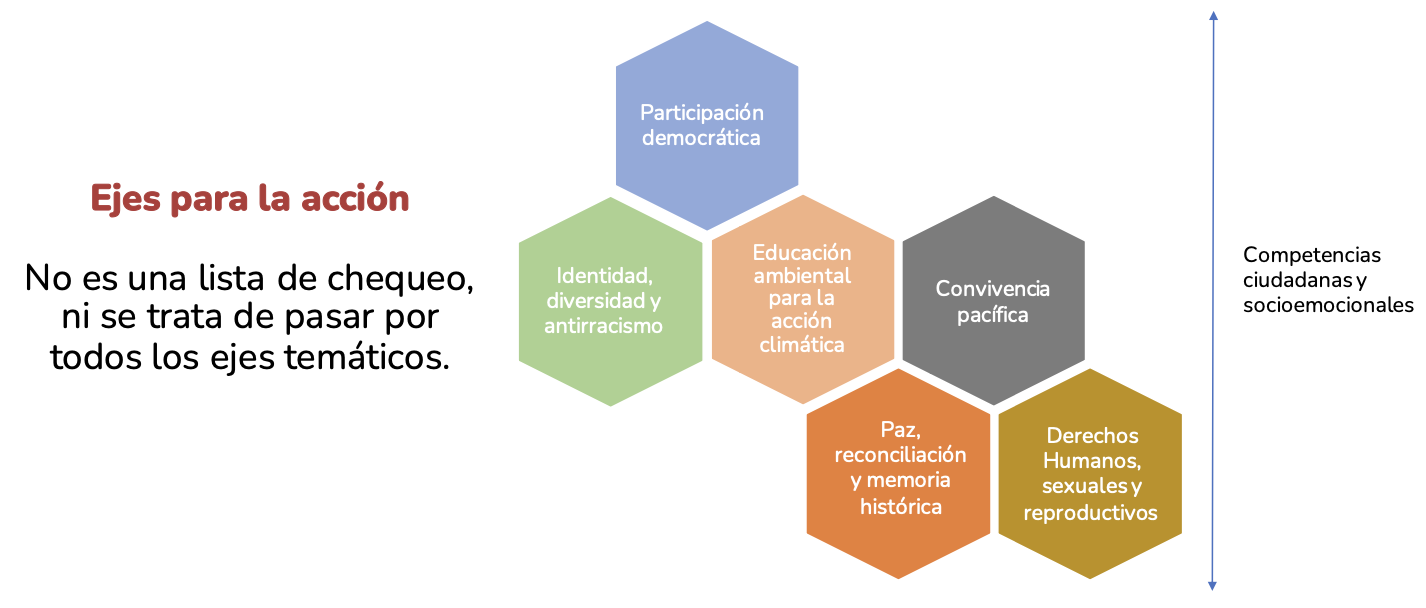 Ejes para la acción
No es una lista de chequeo,
ni se trata de pasar por
todos los ejes temáticos.
Participación
democrática
Identidad,
diversidad y
antirracismo
Educación
ambiental
para la
acción
climática
Convivencia
pacífica
Paz,
reconciliación
y memoria
histórica
Derechos
Humanos,
sexuales y
reproductivos
Competencias
ciudadanas y
socioemocionales